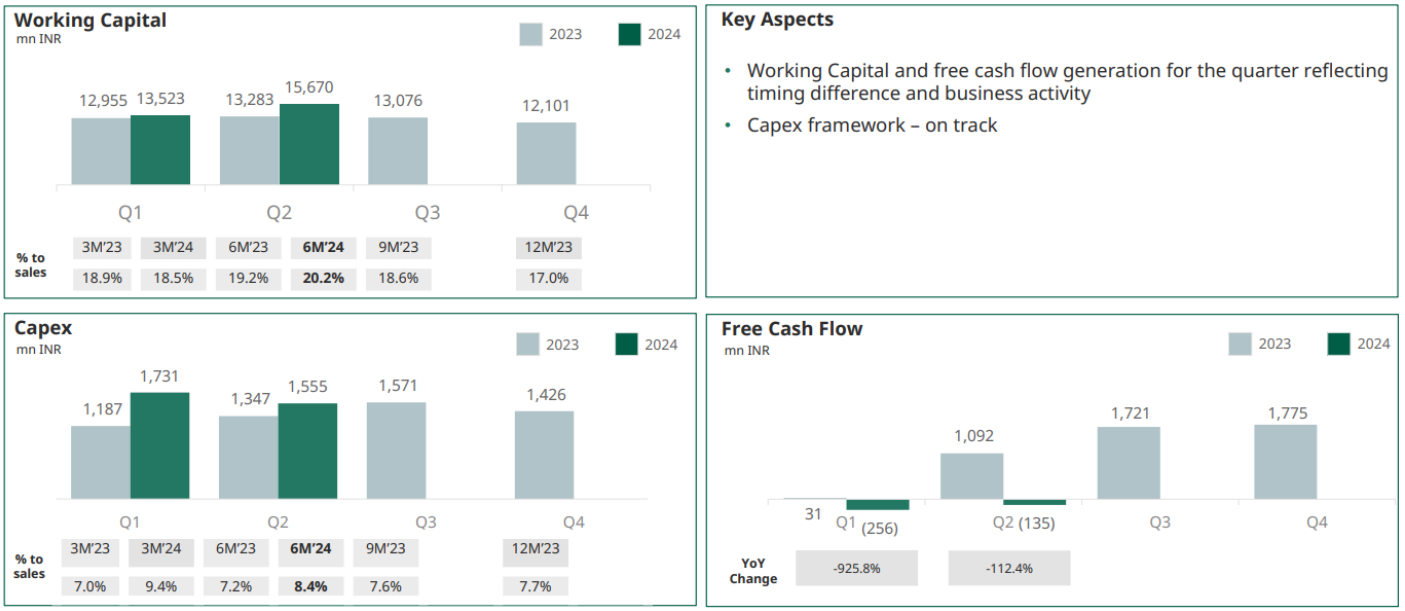 Working Capital
mn INR
2023 2024
12,955 13,523 13,283 15,670 13,076 12,101
Q1 Q2 Q3 Q4
3M’23 3M’24 6M’23 6M’24 9M’23 12M’23
% to
sales
18.9% 18.5% 19.2% 20.2% 18.6% 17.0%
Key Aspects
• Working Capital and free cash flow generation for the quarter reflecting
timing difference and business activity
• Capex framework – on track
Capex
mn INR
2023 2024
1,187 1,731 1,347 1,555 1,571 1,426
Q1 Q2 Q3 Q4
3M’23 3M’24 6M’23 6M’24 9M’23 12M’23
% to
sales
7.0% 9.4% 7.2% 8.4% 7.6% 7.7%
Free Cash Flow
mn INR
2023 2024
1,092 1,721 1,775
31 (256) (135)
Q1 Q2 Q3 Q4
YoY
Change
-925.8% -112.4%